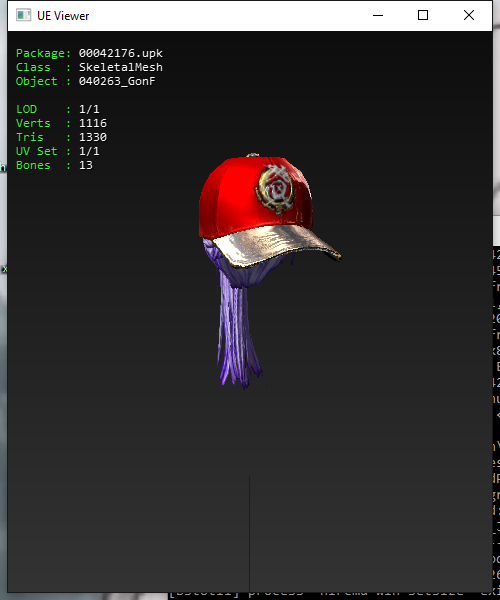 UE Viewer
Package: 00042176.upk
Class : SkeletalMesh
Object : 040263_GonF
LOD : 1/1
Verts : 1116
Tris : 1330
UV Set : 1/1
Bones : 13